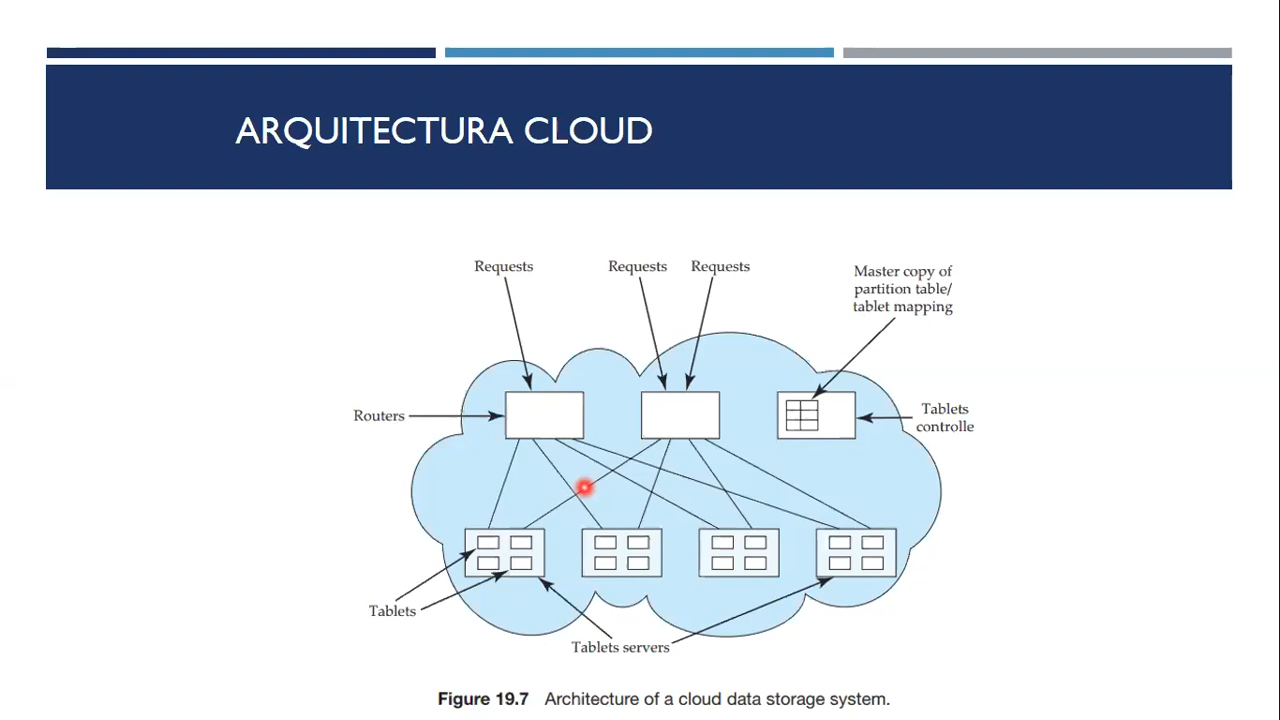 ARQUITECTURA CLOUD
Requests
Requests
Requests
Master copy of
partition table/
tablet mapping
Routers
Tablets
controlle
Tablets
Tablets servers
Figure 19.7 Architecture of a cloud data storage system.